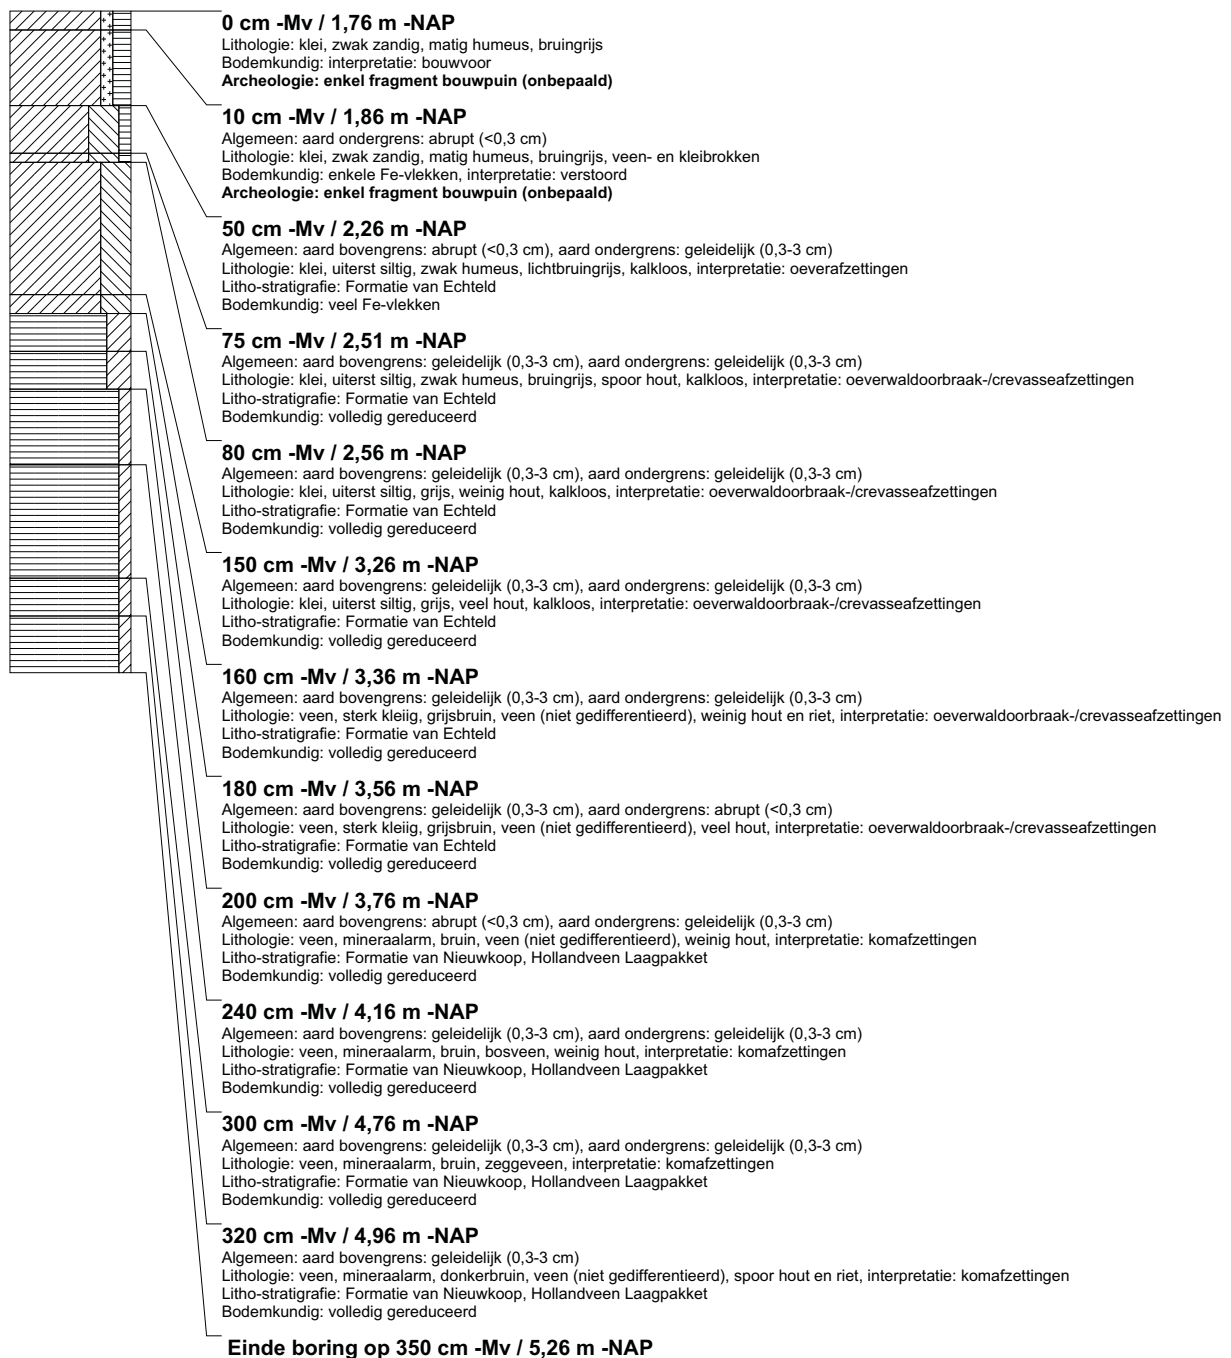 0 cm -Mv / 1,76 m -NAP
Lithologie: klei, zwak zandig, matig humeus, bruingrijs
Bodemkundig: interpretatie: bouwvoor
Archeologie: enkel fragment bouwpuin (onbepaald)
10 cm -Mv / 1,86 m -NAP
Algemeen: aard ondergrens: abrupt (<0,3 cm)
Lithologie: klei, zwak zandig, matig humeus, bruingrijs, veen- en kleibrokken
Bodemkundig: enkele Fe-vlekken, interpretatie: verstoord
Archeologie: enkel fragment bouwpuin (onbepaald)
50 cm -Mv / 2,26 m -NAP
Algemeen: aard bovengrens: abrupt (<0,3 cm), aard ondergrens: geleidelijk (0,3-3 cm)
Lithologie: klei, uiterst siltig, zwak humeus, lichtbruingrijs, kalkloos, interpretatie: oeverafzettingen
Litho-stratigrafie: Formatie van Echteld
Bodemkundig: veel Fe-vlekken
75 cm -Mv / 2,51 m -NAP
Algemeen: aard bovengrens: geleidelijk (0,3-3 cm), aard ondergrens: geleidelijk (0,3-3 cm)
Lithologie: klei, uiterst siltig, zwak humeus, bruingrijs, spoor hout, kalkloos, interpretatie: oeverwaldoorbraak-/crevasseafzettingen
Litho-stratigrafie: Formatie van Echteld
Bodemkundig: volledig gereduceerd
80 cm -Mv / 2,56 m -NAP
Algemeen: aard bovengrens: geleidelijk (0,3-3 cm), aard ondergrens: geleidelijk (0,3-3 cm)
Lithologie: klei, uiterst siltig, grijs, weinig hout, kalkloos, interpretatie: oeverwaldoorbraak-/crevasseafzettingen
Litho-stratigrafie: Formatie van Echteld
Bodemkundig: volledig gereduceerd
150 cm -Mv / 3,26 m -NAP
Algemeen: aard bovengrens: geleidelijk (0,3-3 cm), aard ondergrens: geleidelijk (0,3-3 cm)
Lithologie: klei, uiterst siltig, grijs, veel hout, kalkloos, interpretatie: oeverwaldoorbraak-/crevasseafzettingen
Litho-stratigrafie: Formatie van Echteld
Bodemkundig: volledig gereduceerd
160 cm -Mv / 3,36 m -NAP
Algemeen: aard bovengrens: geleidelijk (0,3-3 cm), aard ondergrens: geleidelijk (0,3-3 cm)
Lithologie: veen, sterk kleiig, grijsbruin, veen (niet gedifferentieerd), weinig hout en riet, interpretatie: oeverwaldoorbraak-/crevasseafzettingen
Litho-stratigrafie: Formatie van Echteld
Bodemkundig: volledig gereduceerd
180 cm -Mv / 3,56 m -NAP
Algemeen: aard bovengrens: geleidelijk (0,3-3 cm), aard ondergrens: abrupt (<0,3 cm)
Lithologie: veen, sterk kleiig, grijsbruin, veen (niet gedifferentieerd), veel hout, interpretatie: oeverwaldoorbraak-/crevasseafzettingen
Litho-stratigrafie: Formatie van Echteld
Bodemkundig: volledig gereduceerd
200 cm -Mv / 3,76 m -NAP
Algemeen: aard bovengrens: abrupt (<0,3 cm), aard ondergrens: geleidelijk (0,3-3 cm)
Lithologie: veen, mineraalarm, bruin, veen (niet gedifferentieerd), weinig hout, interpretatie: komafzettingen
Litho-stratigrafie: Formatie van Nieuwkoop, Hollandveen Laagpakket
Bodemkundig: volledig gereduceerd
240 cm -Mv / 4,16 m -NAP
Algemeen: aard bovengrens: geleidelijk (0,3-3 cm), aard ondergrens: geleidelijk (0,3-3 cm)
Lithologie: veen, mineraalarm, bruin, bosveen, weinig hout, interpretatie: komafzettingen
Litho-stratigrafie: Formatie van Nieuwkoop, Hollandveen Laagpakket
Bodemkundig: volledig gereduceerd
300 cm -Mv / 4,76 m -NAP
Algemeen: aard bovengrens: geleidelijk (0,3-3 cm), aard ondergrens: geleidelijk (0,3-3 cm)
Lithologie: veen, mineraalarm, bruin, zeggeveen, interpretatie: komafzettingen
Litho-stratigrafie: Formatie van Nieuwkoop, Hollandveen Laagpakket
Bodemkundig: volledig gereduceerd
320 cm -Mv / 4,96 m -NAP
Algemeen: aard bovengrens: geleidelijk (0,3-3 cm)
Lithologie: veen, mineraalarm, donkerbruin, veen (niet gedifferentieerd), spoor hout en riet, interpretatie: komafzettingen
Litho-stratigrafie: Formatie van Nieuwkoop, Hollandveen Laagpakket
Bodemkundig: volledig gereduceerd
Einde boring op 350 cm -Mv / 5,26 m -NAP